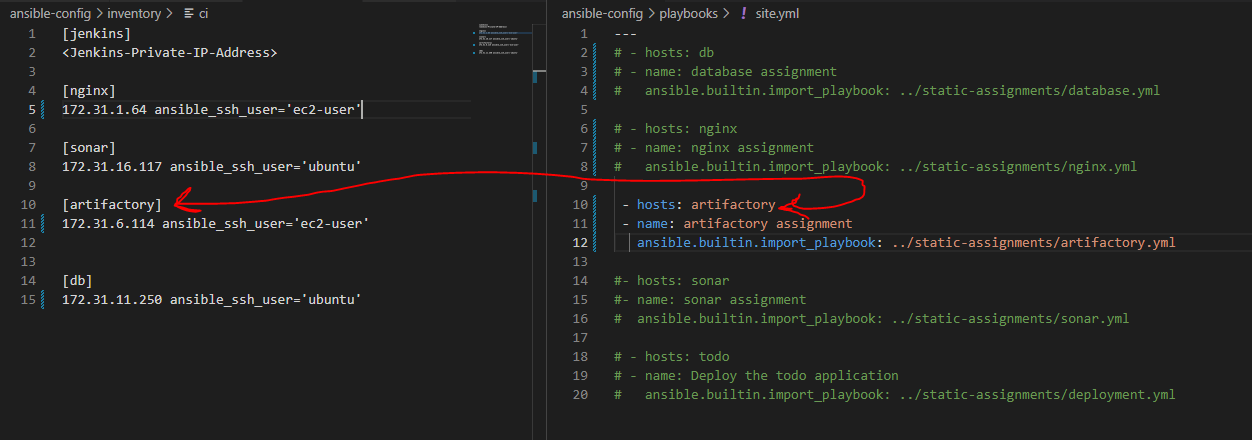 ansible-config > inventory > ci
1 [jenkins]
2 <Jenkins-Private-IP-Address>
3
4 [nginx]
5 172.31.1.64 ansible_ssh_user='ec2-user'
6
7 [sonar]
8 172.31.16.117 ansible_ssh_user='ubuntu'
9
10 [artifactory]
11 172.31.6.114 ansible_ssh_user='ec2-user'
12
13
14 [db]
15 172.31.11.250 ansible_ssh_user='ubuntu'
ansible-config > playbooks > ! site.yml
1 ---
2 # - hosts: db
3 # - name: database assignment
4 #   ansible.builtin.import_playbook: ../static-assignments/database.yml
5
6 # - hosts: nginx
7 # - name: nginx assignment
8 #   ansible.builtin.import_playbook: ../static-assignments/nginx.yml
9
10 - hosts: artifactory
11 - name: artifactory assignment
12   ansible.builtin.import_playbook: ../static-assignments/artifactory.yml
13
14 #- hosts: sonar
15 #- name: sonar assignment
16 #  ansible.builtin.import_playbook: ../static-assignments/sonar.yml
17
18 # - hosts: todo
19 # - name: Deploy the todo application
20 #   ansible.builtin.import_playbook: ../static-assignments/deployment.yml